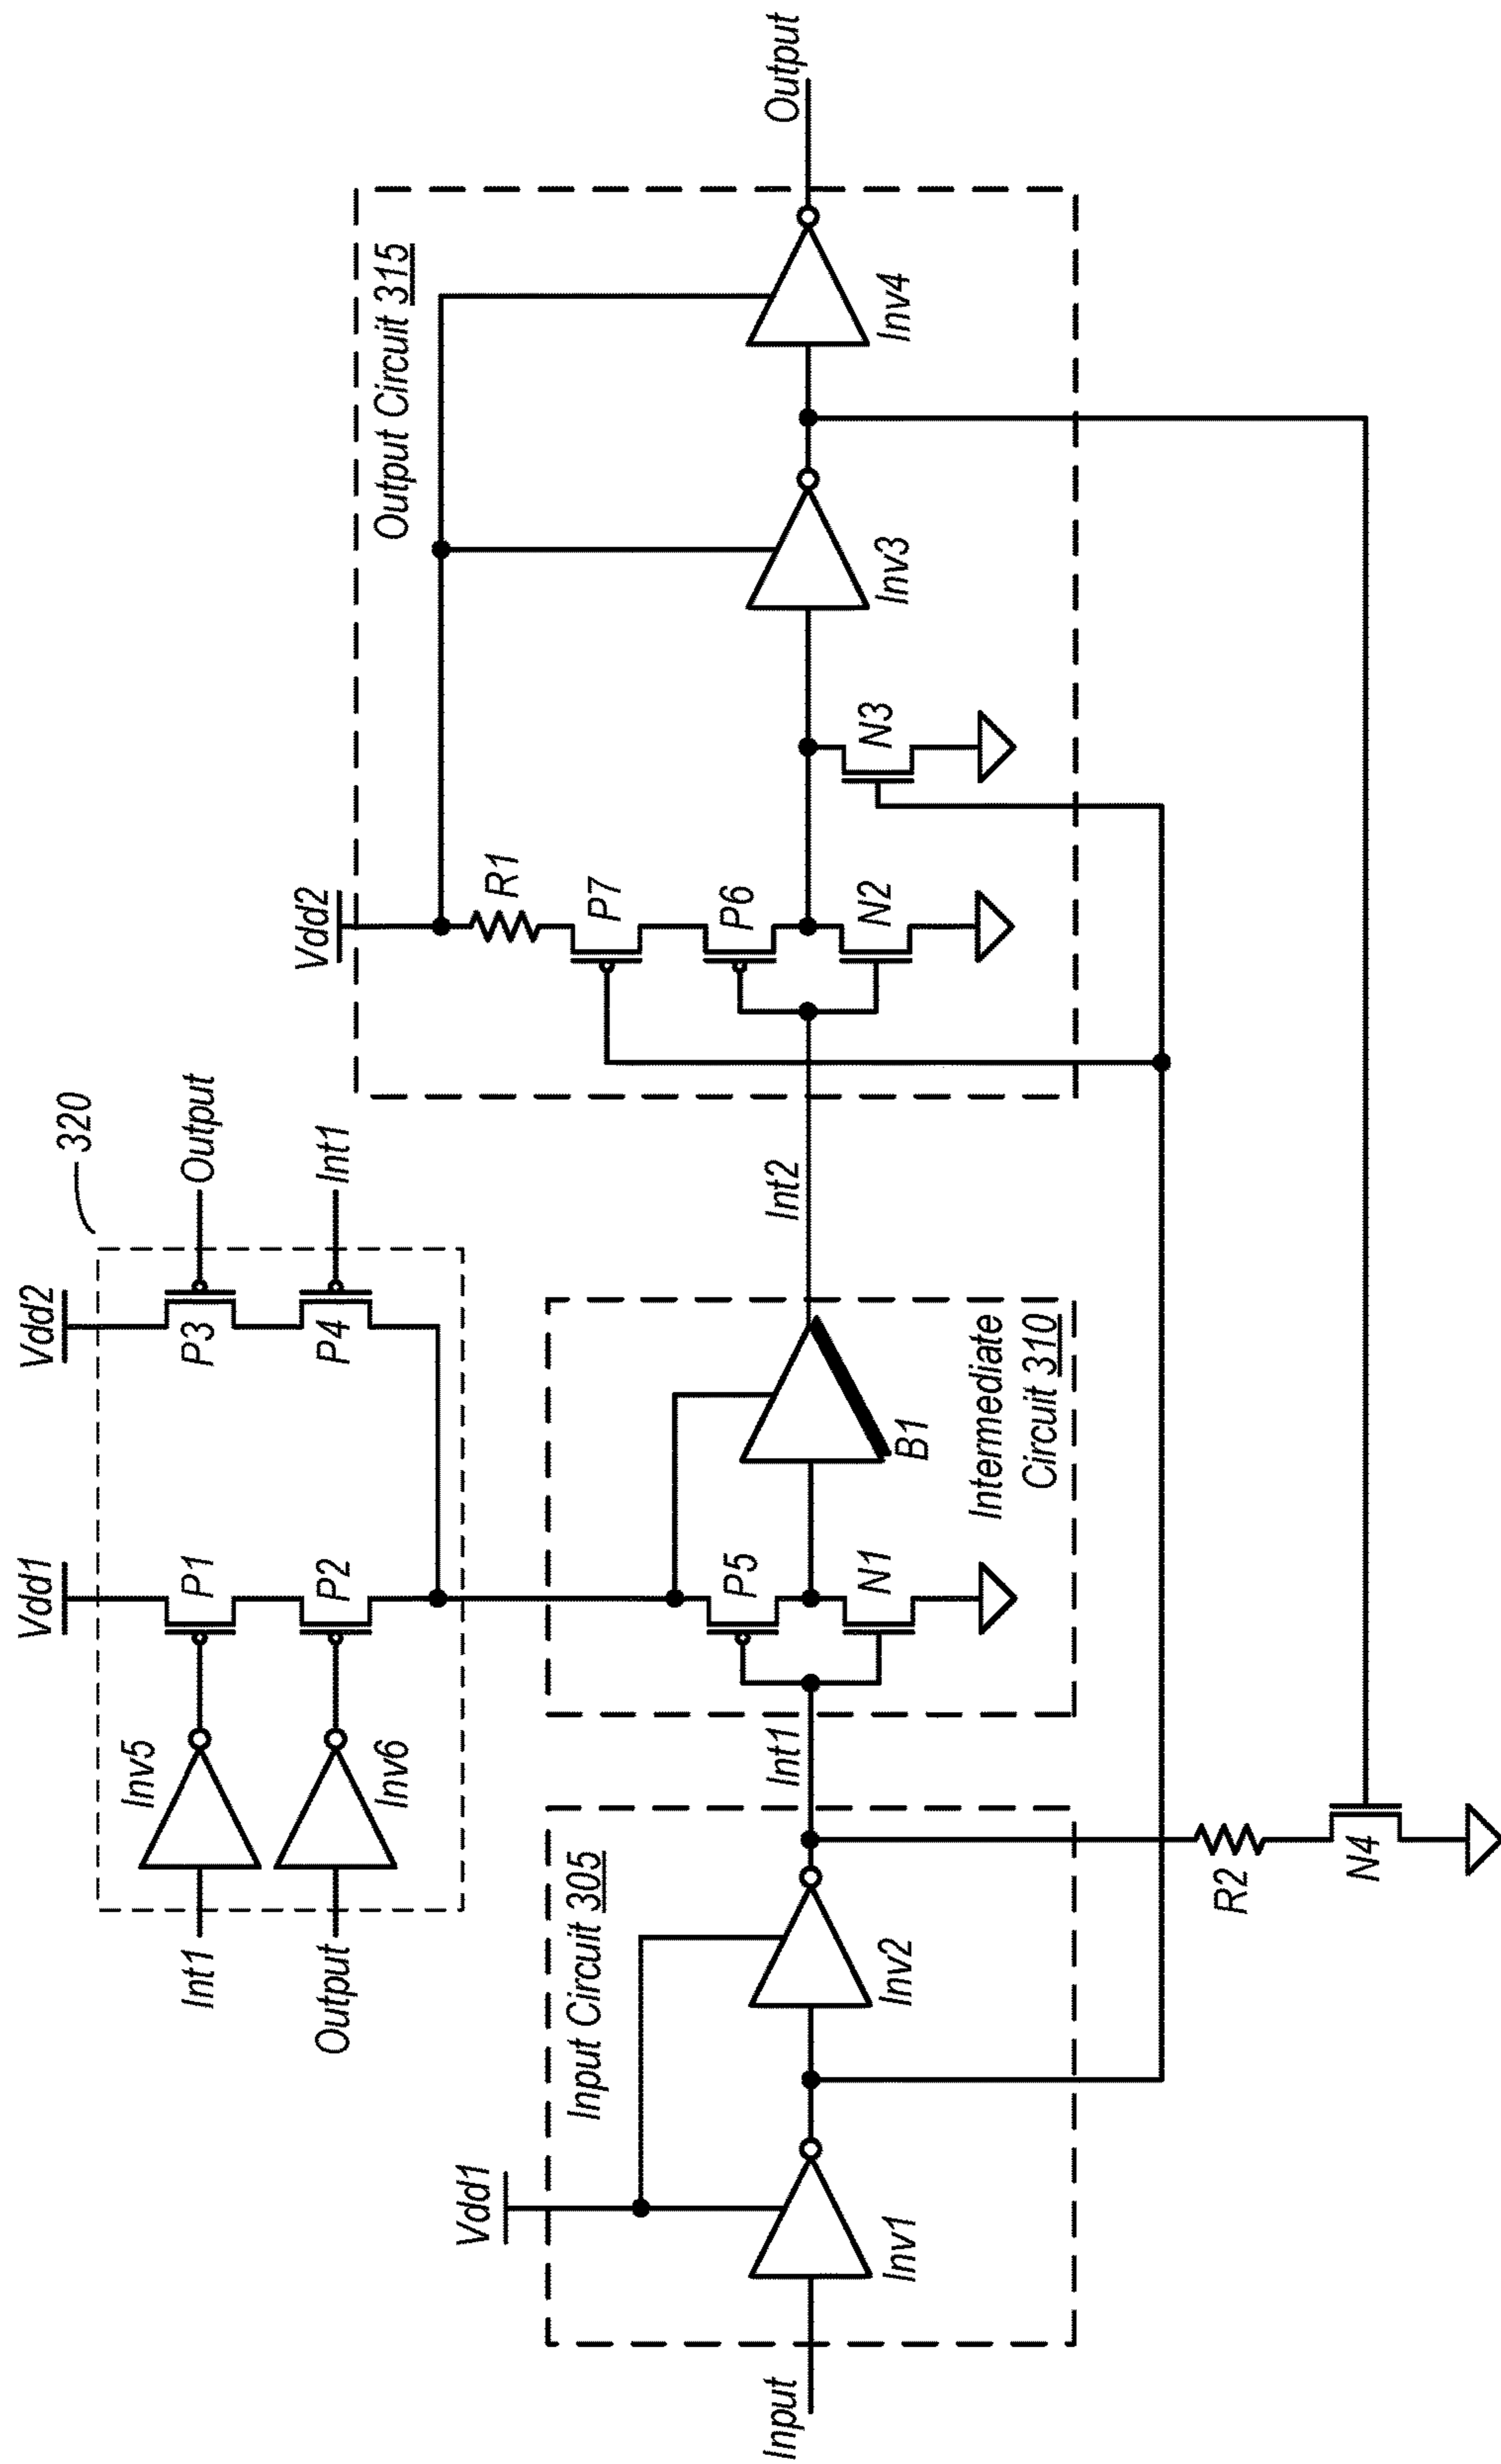 320
Vdd1
Vdd2
Int1
Inv5
P1
P3
Output
Output
Inv6
P2
P4
Int1
Vdd2
Output Circuit 315
Vdd1
Input Circuit 305
R1
P7
P5
P6
Input
Int1
Int2
Output
Inv1
Inv2
N1
B1
N2
N3
Inv3
Inv4
Intermediate
Circuit 310
R2
N4